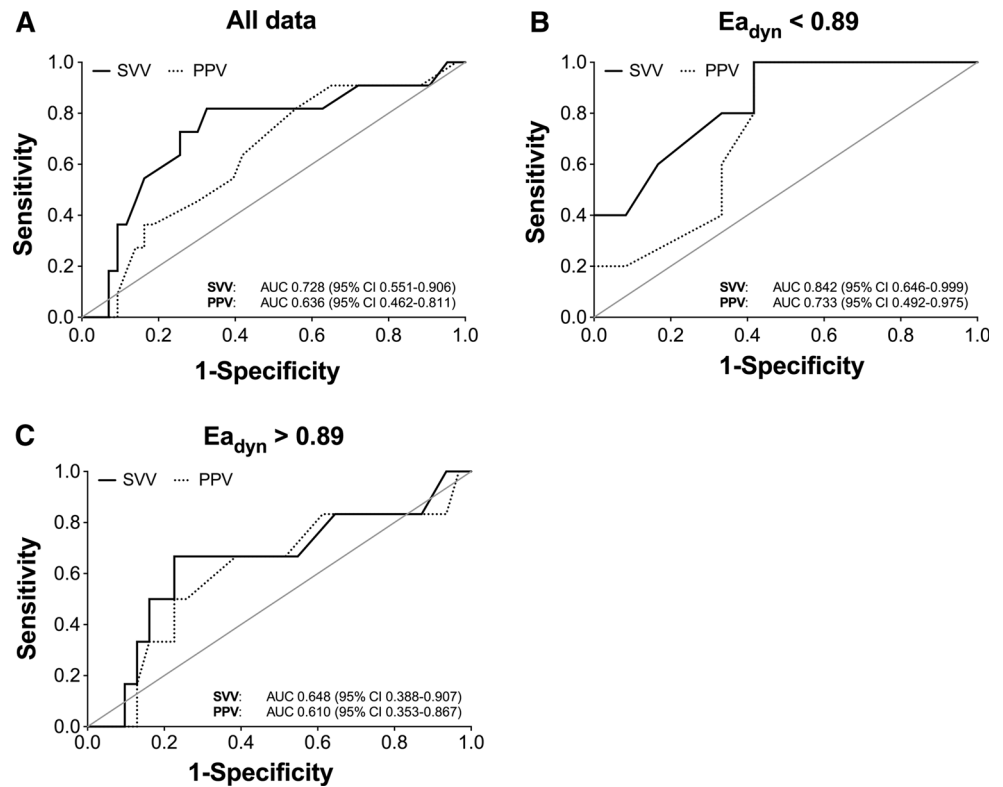 A
All data
SVV PPV
1.0
0.8
0.6
0.4
0.2
0.0
Sensitivity
SVV: AUC 0.728 (95% CI 0.551-0.906)
PPV: AUC 0.636 (95% CI 0.462-0.811)
0.0 0.2 0.4 0.6 0.8 1.0
1-Specificity
B
Ea dyn < 0.89
SVV PPV
1.0
0.8
0.6
0.4
0.2
0.0
Sensitivity
SVV: AUC 0.842 (95% CI 0.646-0.999)
PPV: AUC 0.733 (95% CI 0.492-0.975)
0.0 0.2 0.4 0.6 0.8 1.0
1-Specificity
C
Ea dyn > 0.89
SVV PPV
1.0
0.8
0.6
0.4
0.2
0.0
Sensitivity
SVV: AUC 0.648 (95% CI 0.388-0.907)
PPV: AUC 0.610 (95% CI 0.353-0.867)
0.0 0.2 0.4 0.6 0.8 1.0
1-Specificity